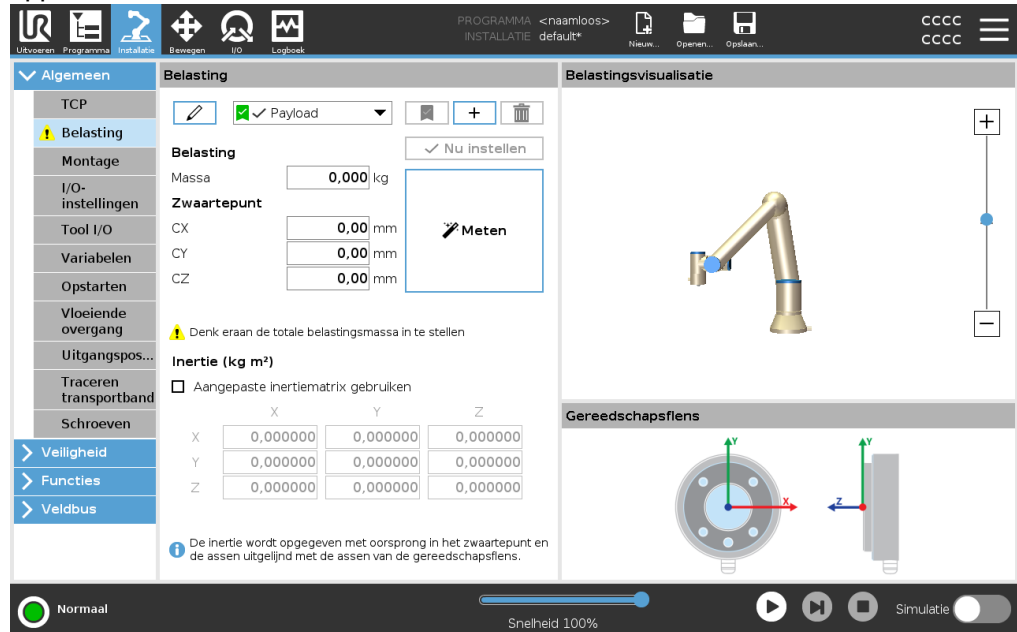 UR
PROGRAMMA <naamloos>
INSTALLATIE default*
cccc
cccc
Uitvoeren Programma Installatie Bewegen I/O Logboek Nieuw... Openen... Opslaan...
Algemeen
TCP
Belasting
Montage
I/O-
instellingen
Tool I/O
Variabelen
Opstarten
Vloeiende
overgang
Uitgangspos...
Traceren
transportband
Schroeven
Veiligheid
Functies
Veldbus
Belasting
Payload
+
Nu instellen
Belasting
Massa 0,000 kg
Zwaartepunt
CX 0,00 mm
CY 0,00 mm
CZ 0,00 mm
Meten
Denk eraan de totale belastingsmassa in te stellen
Inertie (kg m²)
Aangepaste inertiematrix gebruiken
X Y Z
X 0,000000 0,000000 0,000000
Y 0,000000 0,000000 0,000000
Z 0,000000 0,000000 0,000000
De inertie wordt opgegeven met oorsprong in het zwaartepunt en
de assen uitgelijnd met de assen van de gereedschapsflens.
Belastingsvisualisatie
+
−
Gereedschapsflens
Y Y
X Z
Normaal
Snelheid 100%
Simulatie